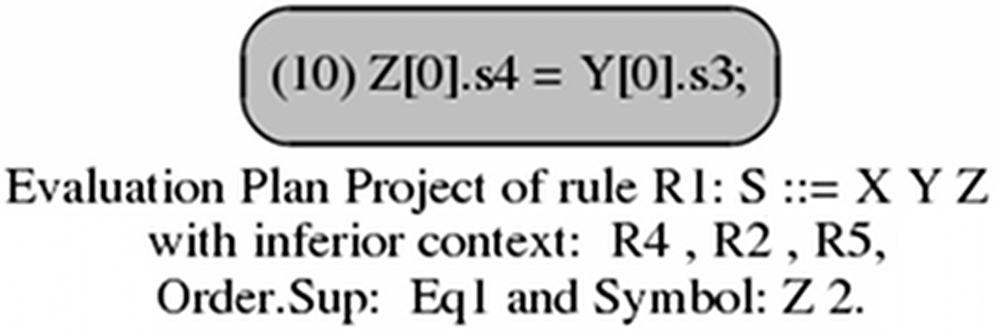 (10) Z[0].s4 = Y[0].s3;
Evaluation Plan Project of rule R1: S ::= X Y Z
with inferior context: R4 , R2 , R5,
Order.Sup: Eq1 and Symbol: Z 2.